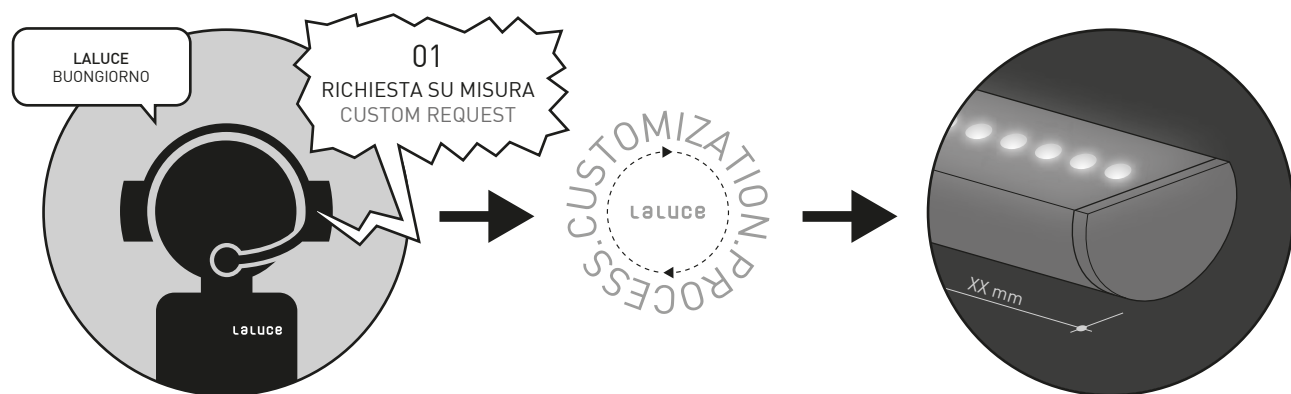 LALUCE
BUONGIORNO
01
RICHIESTA SU MISURA
CUSTOM REQUEST
LaLUCe
CUSTOMIZATION.PROCESS.
LaLUCe
XX mm